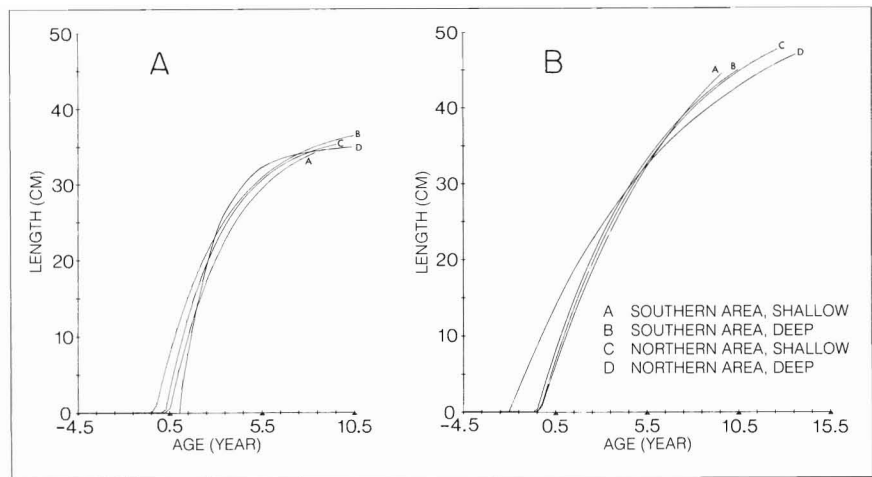 A
50
40
30
20
10
0
LENGTH (CM)
-4.5
0.5
5.5
10.5
AGE (YEAR)
B
C
D
A
B
50
40
30
20
10
0
LENGTH (CM)
-4.5
0.5
5.5
10.5
15.5
AGE (YEAR)
A
B
C
D
A SOUTHERN AREA, SHALLOW
B SOUTHERN AREA, DEEP
C NORTHERN AREA, SHALLOW
D NORTHERN AREA, DEEP